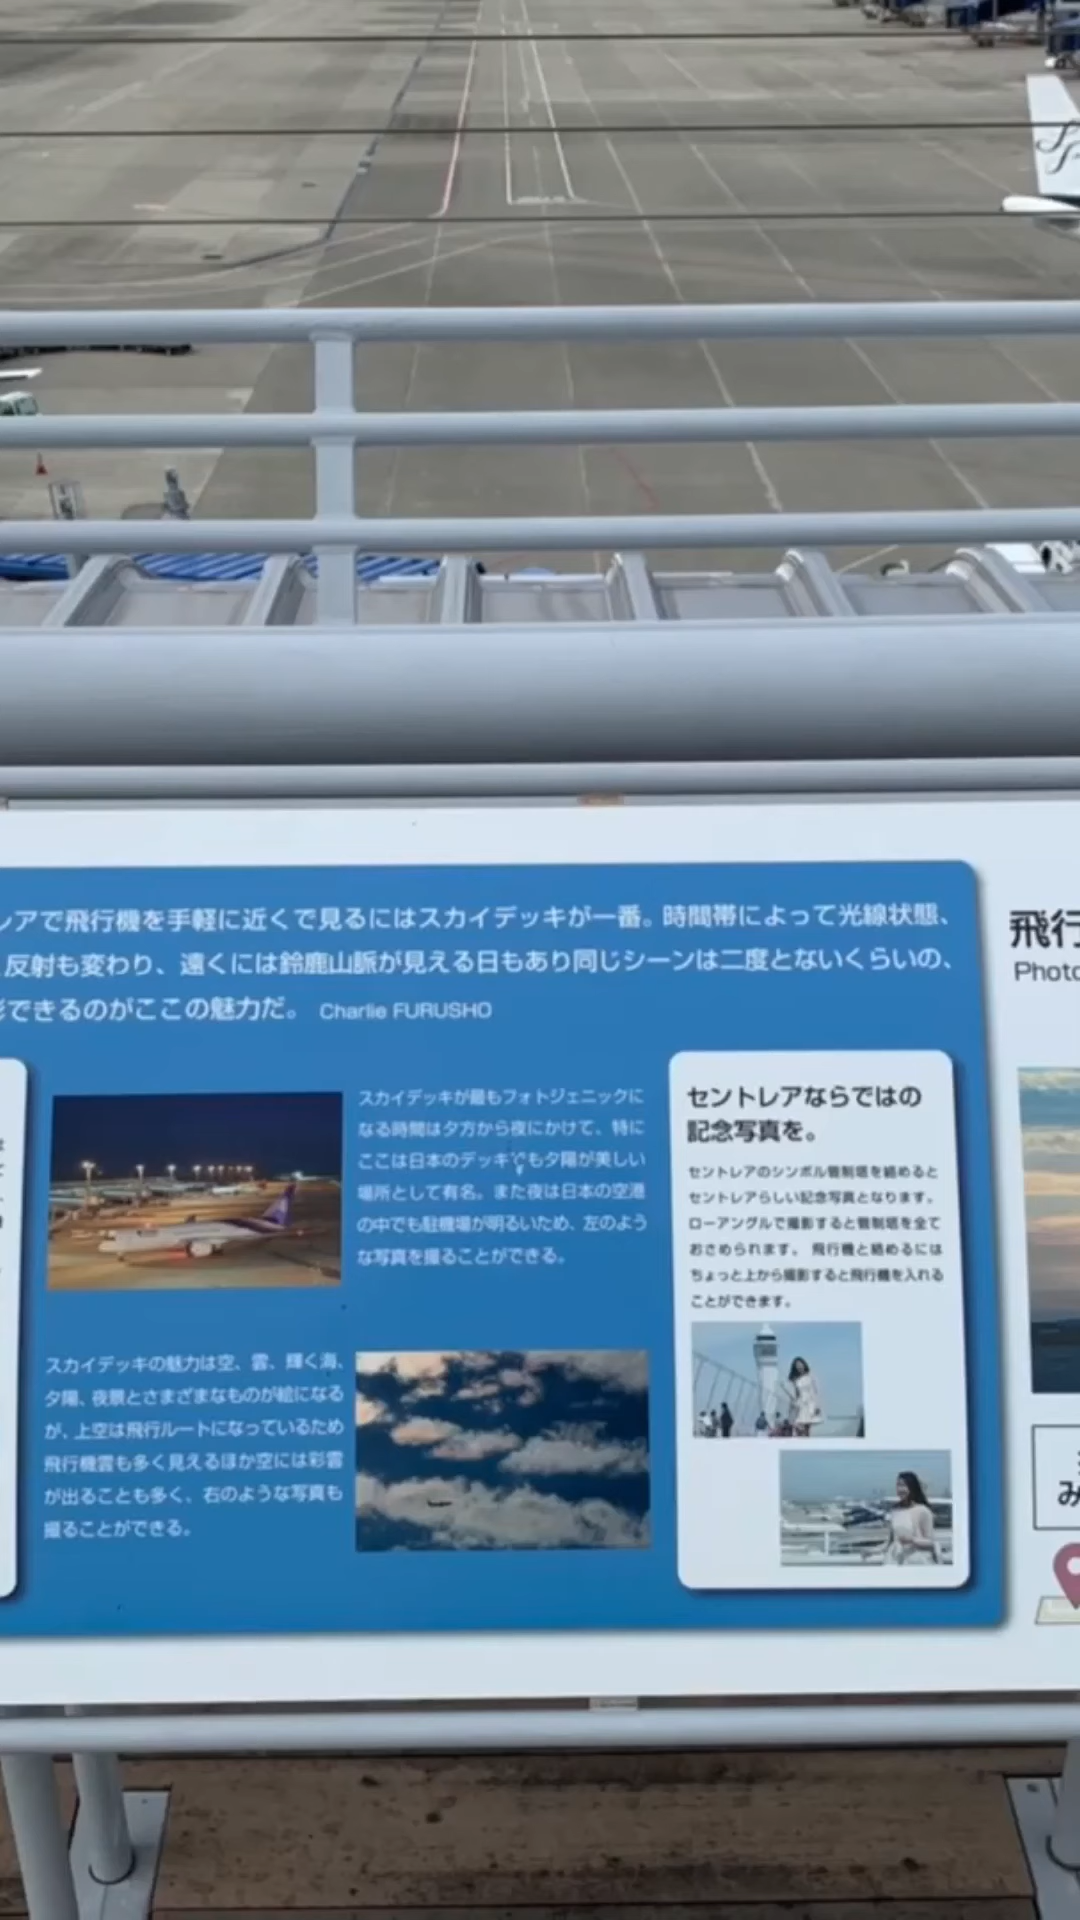 レアで飛行機を手軽に近くで見るにはスカイデッキが一番。時間帯によって光線状態、
反射も変わり、遠くには鈴鹿山脈が見える日もあり同じシーンは二度とないくらいの、
できるのがここの魅力だ。 Charlie FURUSHO
スカイデッキが最もフォトジェニックに
なる時間は夕方から夜にかけて、特に
ここは日本のデッキでも夕陽が美しい
場所として有名。また夜は日本の空港
の中でも駐機場が明るいため、左のよう
な写真を撮ることができる。
スカイデッキの魅力は空、雲、輝く海、
夕陽、夜景とさまざまなものが絵になる
が、上空は飛行ルートになっているため
飛行機雲も多く見えるほか空には彩雲
が出ることも多く、右のような写真も
撮ることができる。
セントレアならではの
記念写真を。
セントレアのシンボル管制塔を絡めると
セントレアらしい記念写真となります。
ローアングルで撮影すると管制塔を全て
おさめられます。 飛行機と絡めるには
ちょっと上から撮影すると飛行機を入れる
ことができます。
飛行
Photo
み